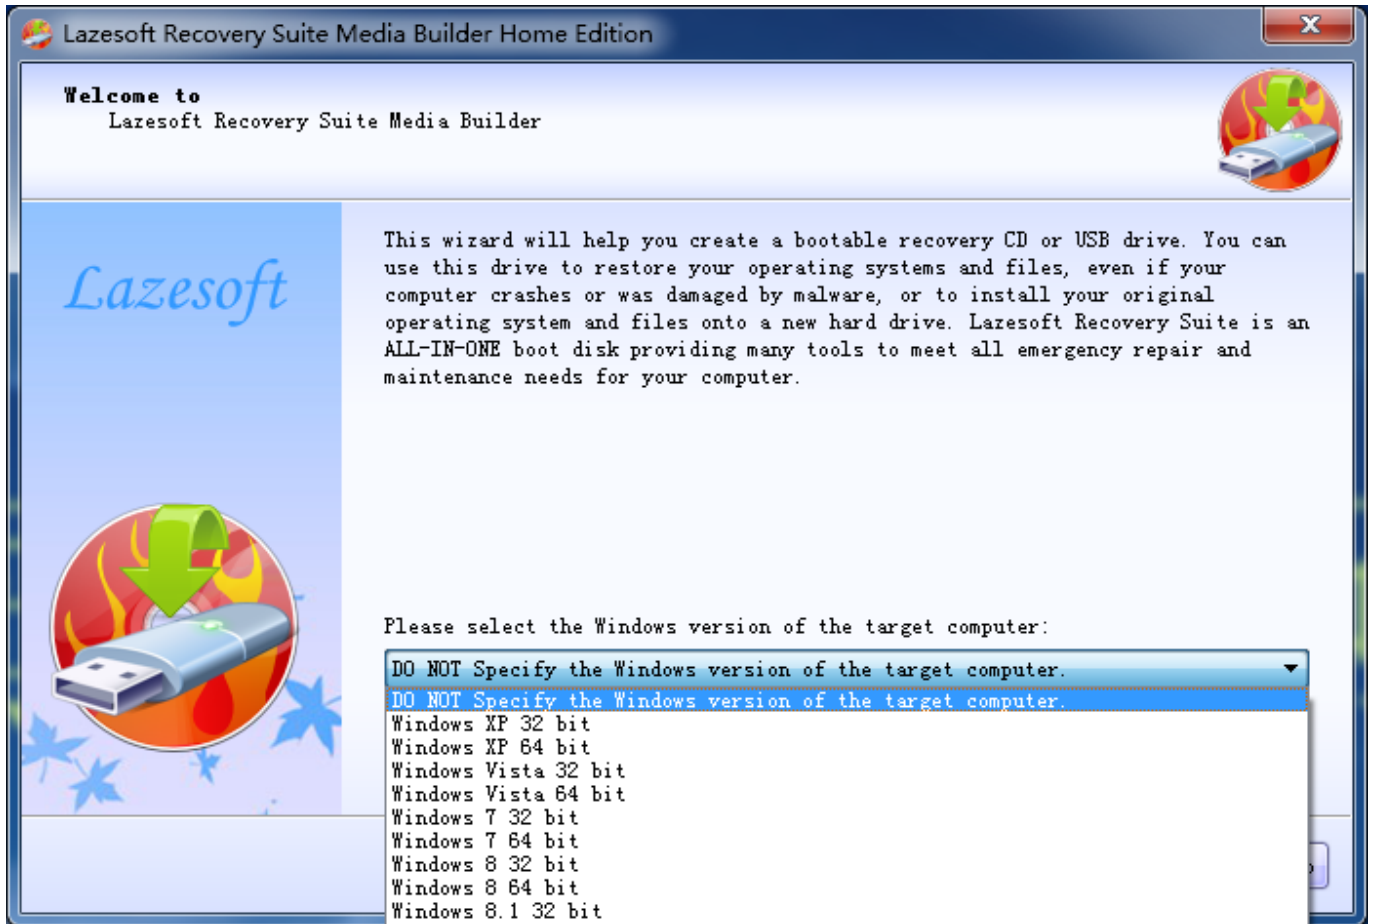 Lazesoft Recovery Suite Media Builder Home Edition
X
Welcome to
Lazesoft Recovery Suite Media Builder
Lazesoft
This wizard will help you create a bootable recovery CD or USB drive. You can
use this drive to restore your operating systems and files, even if your
computer crashes or was damaged by malware, or to install your original
operating system and files onto a new hard drive. Lazesoft Recovery Suite is an
ALL-IN-ONE boot disk providing many tools to meet all emergency repair and
maintenance needs for your computer.
Please select the Windows version of the target computer:
DO NOT Specify the Windows version of the target computer.
DO NOT Specify the Windows version of the target computer.
Windows XP 32 bit
Windows XP 64 bit
Windows Vista 32 bit
Windows Vista 64 bit
Windows 7 32 bit
Windows 7 64 bit
Windows 8 32 bit
Windows 8 64 bit
Windows 8.1 32 bit